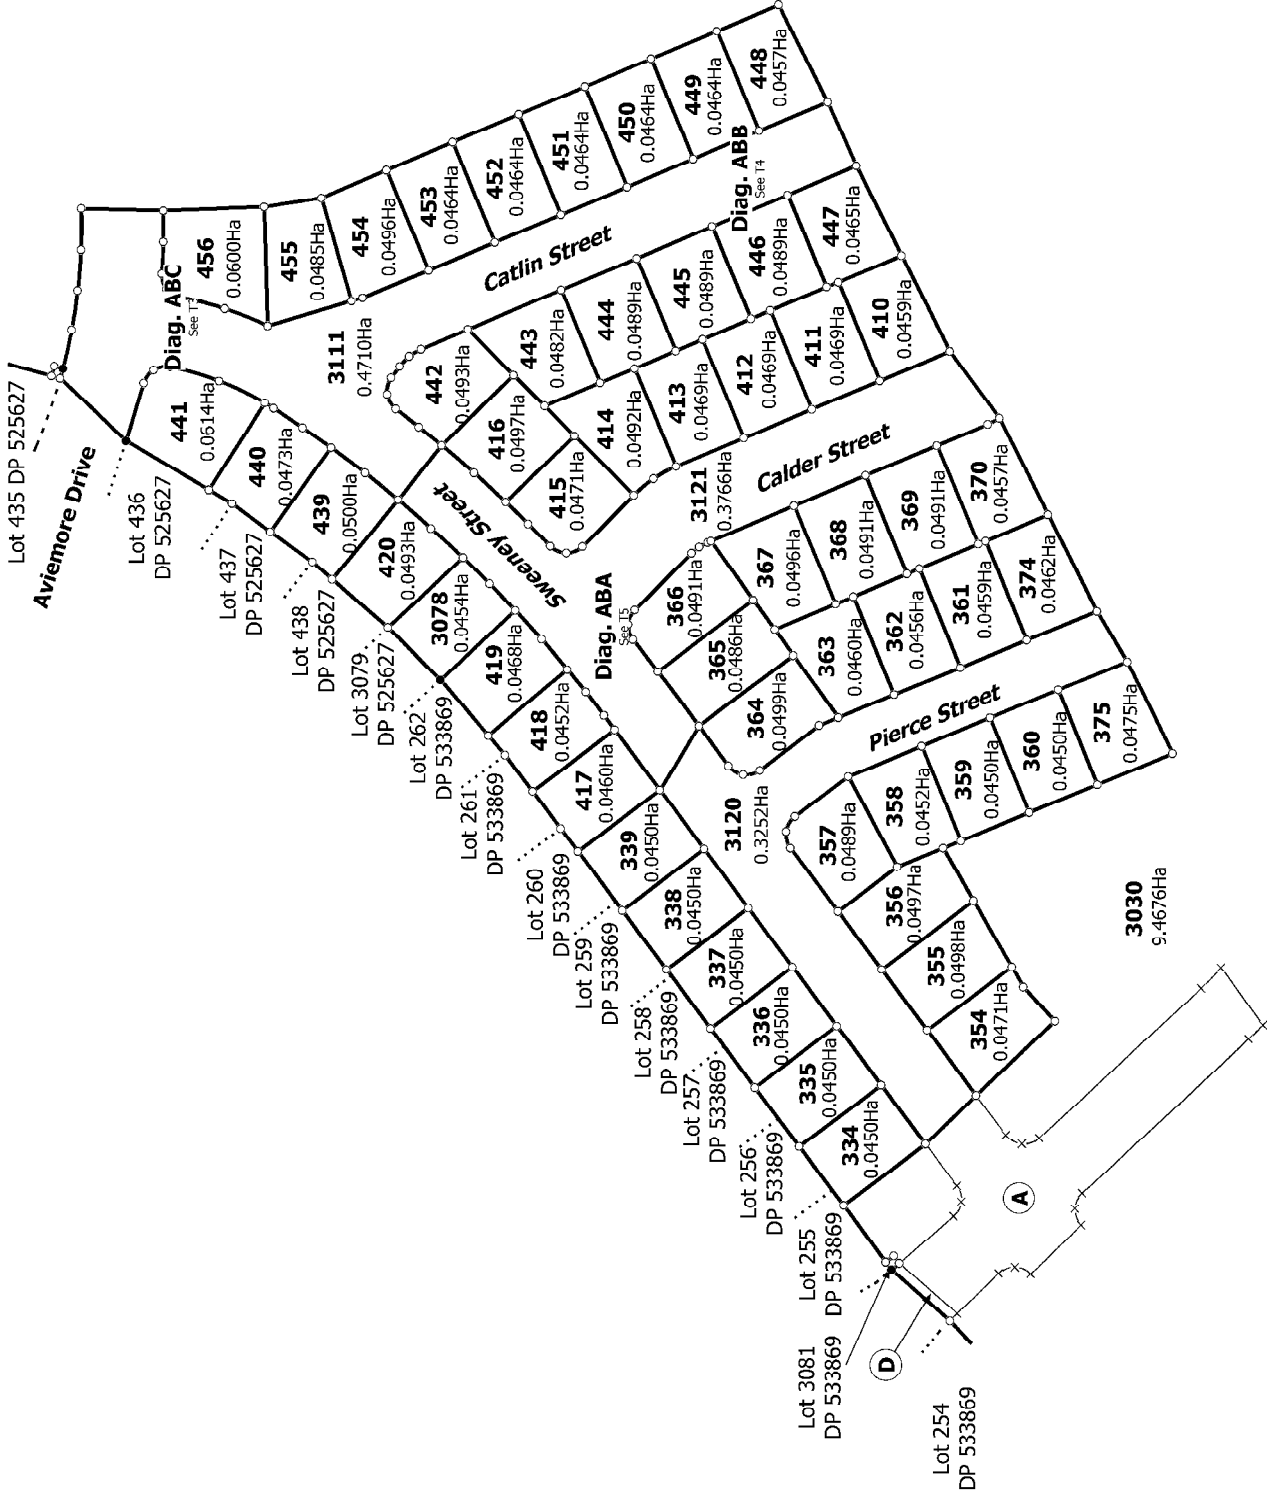 Lot 435 DP 525627
Aviemore Drive
Lot 436
DP 525627
Lot 437
DP 525627
Lot 438
DP 525627
Lot 3079
DP 525627
Lot 262
DP 533869
Lot 261
DP 533869
Lot 260
DP 533869
Lot 259
DP 533869
Lot 258
DP 533869
Lot 257
DP 533869
Lot 256
DP 533869
Lot 255
DP 533869
Lot 3081
DP 533869
Lot 254
DP 533869
D
A
Diag. ABC
See T
456
0.0600Ha
455
0.0485Ha
454
0.0496Ha
453
0.0464Ha
452
0.0464Ha
451
0.0464Ha
450
0.0464Ha
449
0.0464Ha
448
0.0457Ha
Catlin Street
Diag. ABB
See T4
3111
0.4710Ha
441
0.0614Ha
440
0.0473Ha
439
0.0500Ha
420
0.0493Ha
3078
0.0454Ha
419
0.0468Ha
418
0.0452Ha
417
0.0460Ha
339
0.0450Ha
338
0.0450Ha
337
0.0450Ha
336
0.0450Ha
335
0.0450Ha
334
0.0450Ha
Sweeney Street
442
0.0493Ha
443
0.0482Ha
444
0.0489Ha
445
0.0489Ha
446
0.0489Ha
447
0.0465Ha
416
0.0497Ha
415
0.0471Ha
414
0.0492Ha
413
0.0469Ha
412
0.0469Ha
411
0.0469Ha
410
0.0459Ha
3121
0.3766Ha
Calder Street
Diag. ABA
See T5
366
0.0491Ha
365
0.0486Ha
364
0.0499Ha
367
0.0496Ha
368
0.0491Ha
369
0.0491Ha
370
0.0457Ha
363
0.0460Ha
362
0.0456Ha
361
0.0459Ha
374
0.0462Ha
Pierce Street
3120
0.3252Ha
357
0.0489Ha
358
0.0452Ha
359
0.0450Ha
360
0.0450Ha
375
0.0475Ha
356
0.0497Ha
355
0.0498Ha
354
0.0471Ha
3030
9.4676Ha